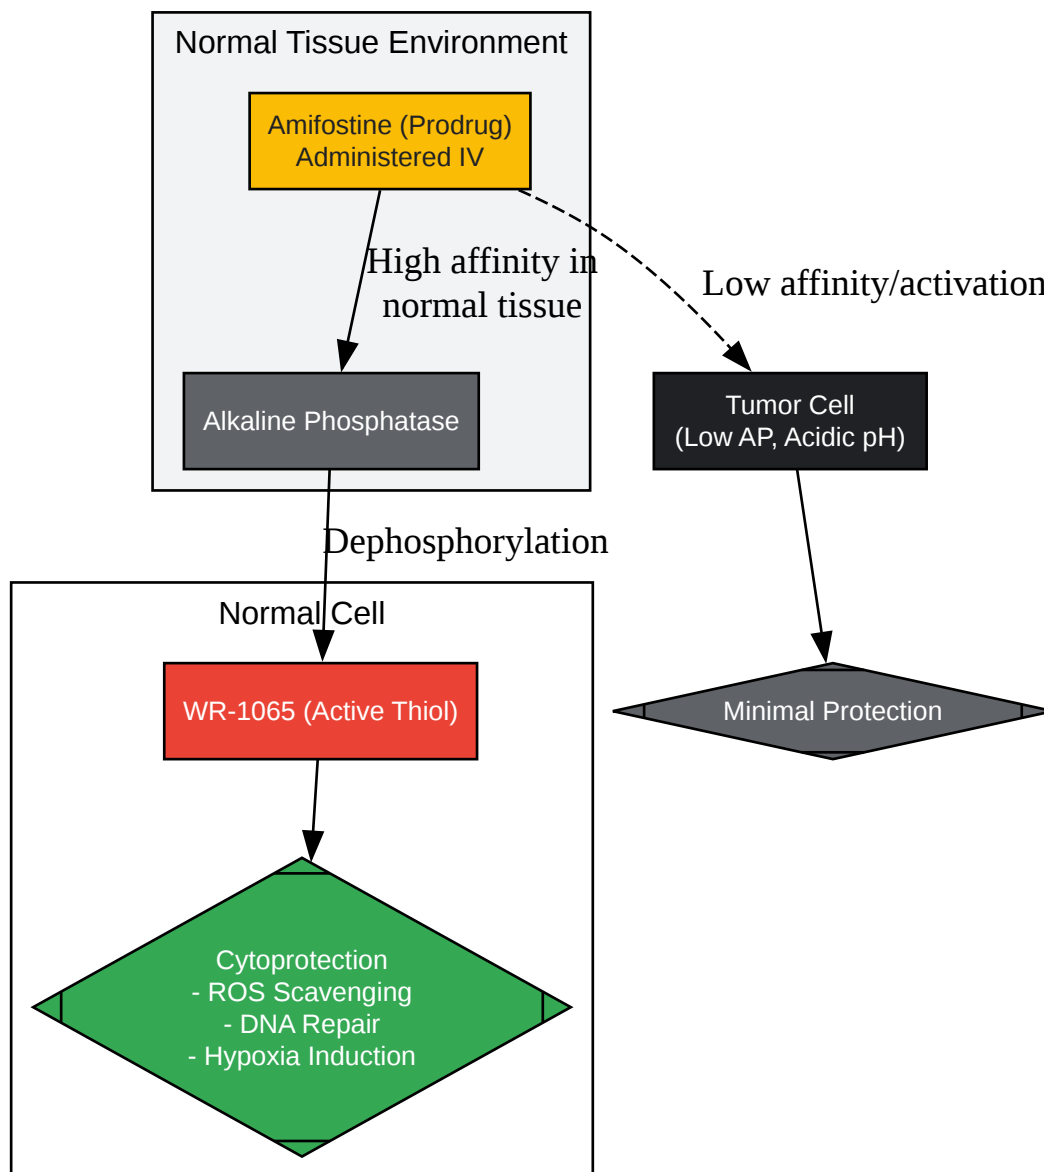 Normal Tissue Environment
Amifostine (Prodrug)
Administered IV
High affinity in
normal tissue
Low affinity/activation
Alkaline Phosphatase
Tumor Cell
(Low AP, Acidic pH)
Dephosphorylation
Normal Cell
WR-1065 (Active Thiol)
Minimal Protection
Cytoprotection
- ROS Scavenging
- DNA Repair
- Hypoxia Induction